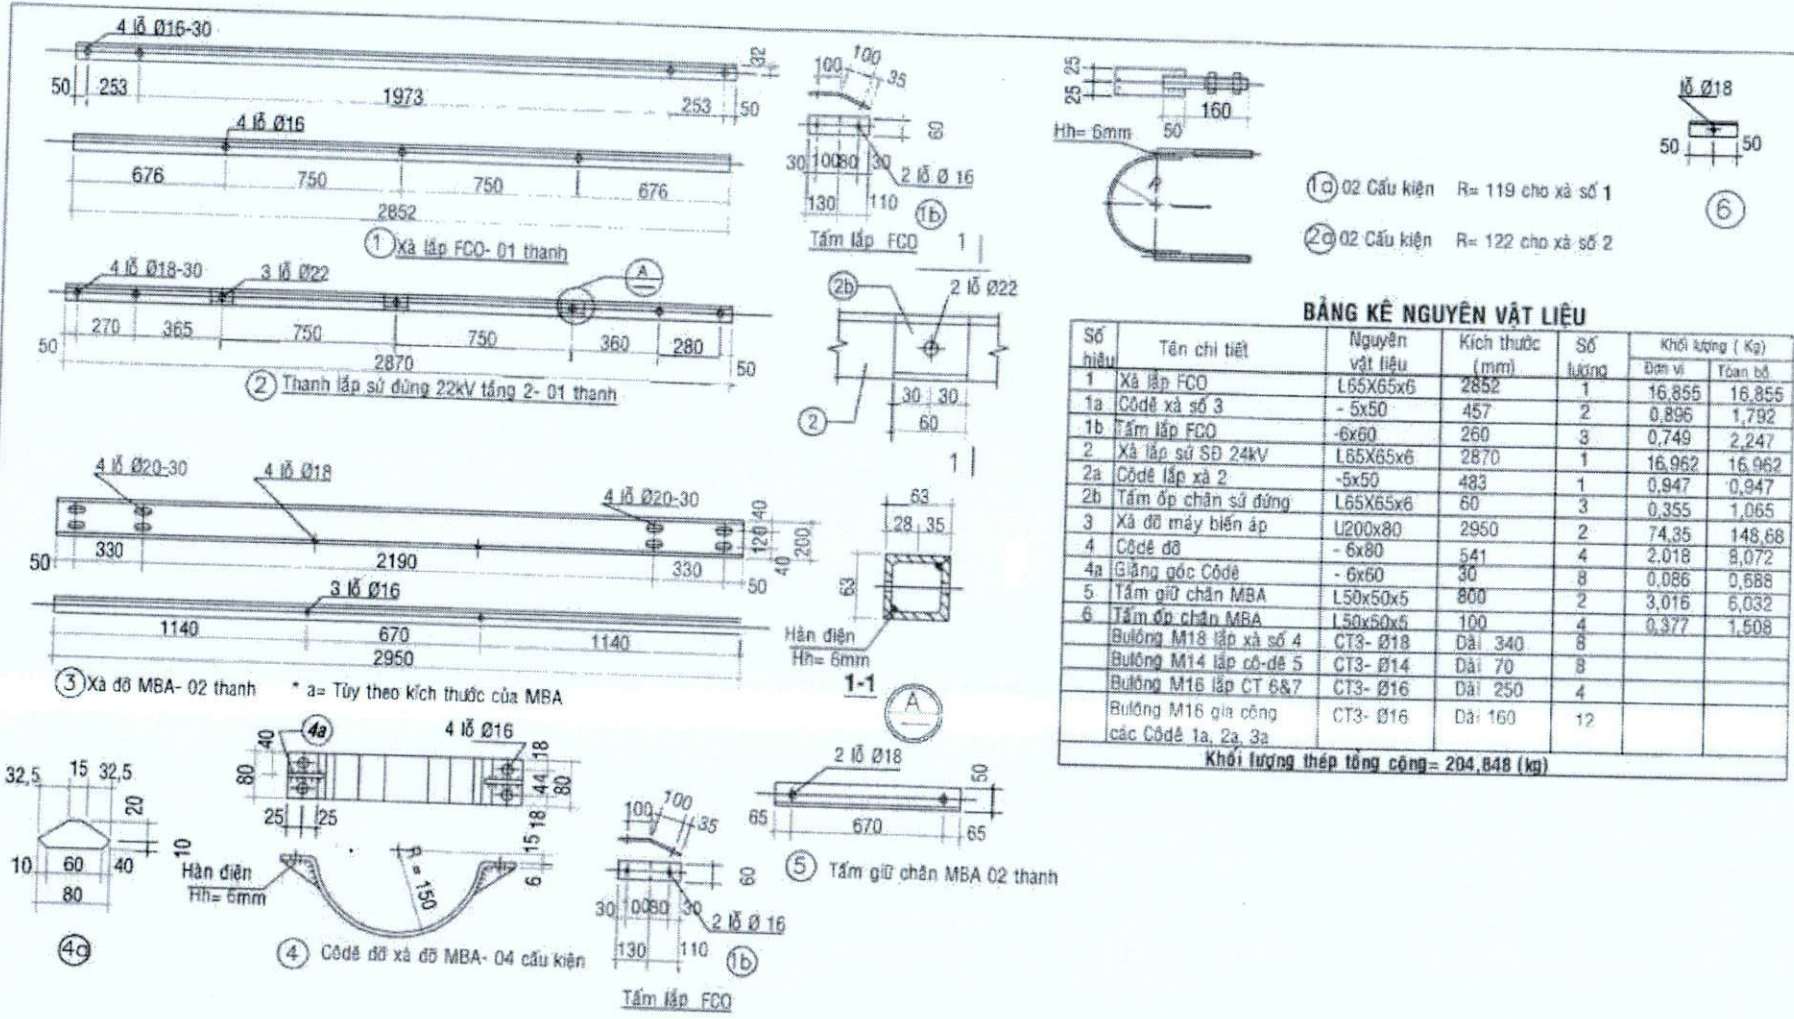 4 lỗ Ø16-30
32
50 253 1973 253 50
4 lỗ Ø16
676 750 750 676
2852
1 Xà lắp FCO- 01 thanh
4 lỗ Ø18-30 3 lỗ Ø22 A
50 270 365 750 750 360 280 50
2870
2 Thanh lắp sứ đứng 22kV tầng 2- 01 thanh
4 lỗ Ø20-30 4 lỗ Ø18 4 lỗ Ø20-30
40 120 40 200
50 330 2190 330 50
3 lỗ Ø16
1140 670 1140
2950
3 Xà đỡ MBA- 02 thanh * a= Tùy theo kích thước của MBA
100 100 35
60
30 100 80 30
2 lỗ Ø 16
130 110 1b
Tấm lắp FCO 1
2b 2 lỗ Ø22
30 30
60
2
1
63
28 35
63
Hàn điện
Hh= 6mm
1-1
A
25 25
50 160
Hh= 6mm
R
1a 02 Cấu kiện R= 119 cho xà số 1
2a 02 Cấu kiện R= 122 cho xà số 2
lỗ Ø18
50 50
6
BẢNG KÊ NGUYÊN VẬT LIỆU
Số hiệu Tên chi tiết Nguyên vật liệu Kích thước (mm) Số lượng Khối lượng ( Kg)
Đơn vị Tòan bộ
1 Xà lắp FCO L65X65x6 2852 1 16,855 16,855
1a Côdê xà số 3 - 5x50 457 2 0,896 1,792
1b Tấm lắp FCO -6x60 260 3 0,749 2,247
2 Xà lắp sứ SĐ 24kV L65X65x6 2870 1 16,962 16,962
2a Côdê lắp xà 2 -5x50 483 1 0,947 0,947
2b Tấm ốp chân sứ đứng L65X65x6 60 3 0,355 1,065
3 Xà đỡ máy biến áp U200x80 2950 2 74,35 148,68
4 Côdê đỡ - 6x80 541 4 2.018 8,072
4a Giằng góc Côdê - 6x60 30 8 0,086 0,688
5 Tấm giữ chân MBA L50x50x5 800 2 3,016 6,032
6 Tấm ốp chân MBA L50x50x5 100 4 0,377 1,508
Bulông M18 lắp xà số 4 CT3- Ø18 Dài 340 8
Bulông M14 lắp cô-dê 5 CT3- Ø14 Dài 70 8
Bulông M16 lắp CT 6&7 CT3- Ø16 Dài 250 4
Bulông M16 gia công các Côdê 1a, 2a, 3a CT3- Ø16 Dài 160 12
Khối lượng thép tổng cộng= 204,848 (kg)
32,5 15 32,5
20
10
10 60 40
80
4a
4a 4 lỗ Ø16
40 80
18 44 18 80
25 25
15
6
Hàn điện
Hh= 6mm
R = 150
4 Côdê đỡ xà đỡ MBA- 04 cấu kiện
100 100 35
60
30 100 80 30
2 lỗ Ø 16
130 110 1b
Tấm lắp FCO
2 lỗ Ø18
50
65 670 65
5 Tấm giữ chân MBA 02 thanh